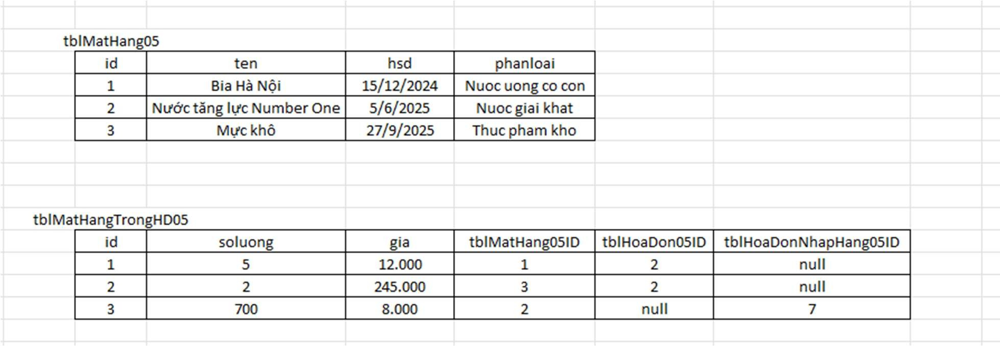 tblMatHang05
id ten hsd phanloai
1 Bia Hà Nội 15/12/2024 Nuoc uong co con
2 Nước tăng lực Number One 5/6/2025 Nuoc giai khat
3 Mực khô 27/9/2025 Thuc pham kho
tblMatHangTrongHD05
id soluong gia tblMatHang05ID tblHoaDon05ID tblHoaDonNhapHang05ID
1 5 12.000 1 2 null
2 2 245.000 3 2 null
3 700 8.000 2 null 7